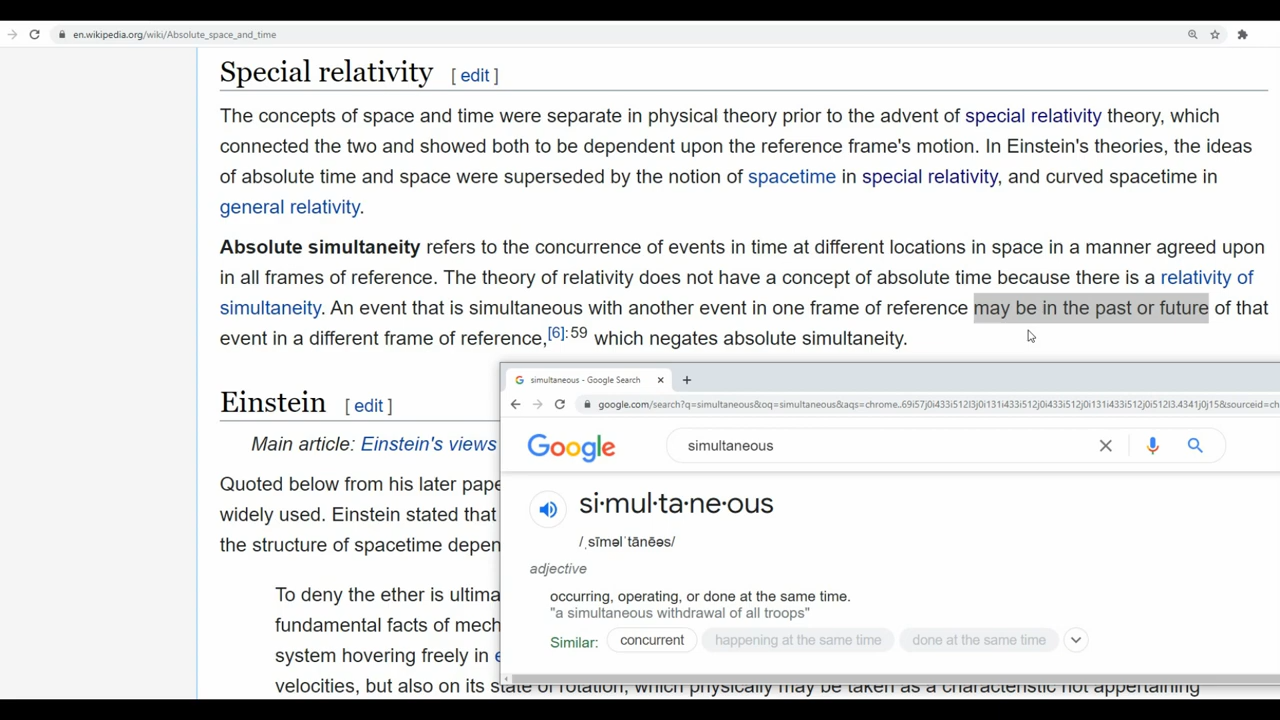 en.wikipedia.org/wiki/Absolute_space_and_time
Special relativity [ edit ]
The concepts of space and time were separate in physical theory prior to the advent of special relativity theory, which
connected the two and showed both to be dependent upon the reference frame's motion. In Einstein's theories, the ideas
of absolute time and space were superseded by the notion of spacetime in special relativity, and curved spacetime in
general relativity.
Absolute simultaneity refers to the concurrence of events in time at different locations in space in a manner agreed upon
in all frames of reference. The theory of relativity does not have a concept of absolute time because there is a relativity of
simultaneity. An event that is simultaneous with another event in one frame of reference may be in the past or future of that
event in a different frame of reference,[6]:59 which negates absolute simultaneity.
Einstein [ edit ]
Main article: Einstein's views
Quoted below from his later pape
widely used. Einstein stated that
the structure of spacetime depen
To deny the ether is ultima
fundamental facts of mech
system hovering freely in e
velocities, but also on its state of rotation, which physically may be taken as a characteristic not appertaining
simultaneous - Google Search
google.com/search?q=simultaneous&oq=simultaneous&aqs=chrome..69i57j0i433i512l3j0i131i433i512j0i433i512j0i131i433i512j0i512l3.4341j0j15&sourceid=ch
Google
simultaneous
si·mul·ta·ne·ous
/ˌsīməlˈtānēəs/
adjective
occurring, operating, or done at the same time.
"a simultaneous withdrawal of all troops"
Similar: concurrent happening at the same time done at the same time